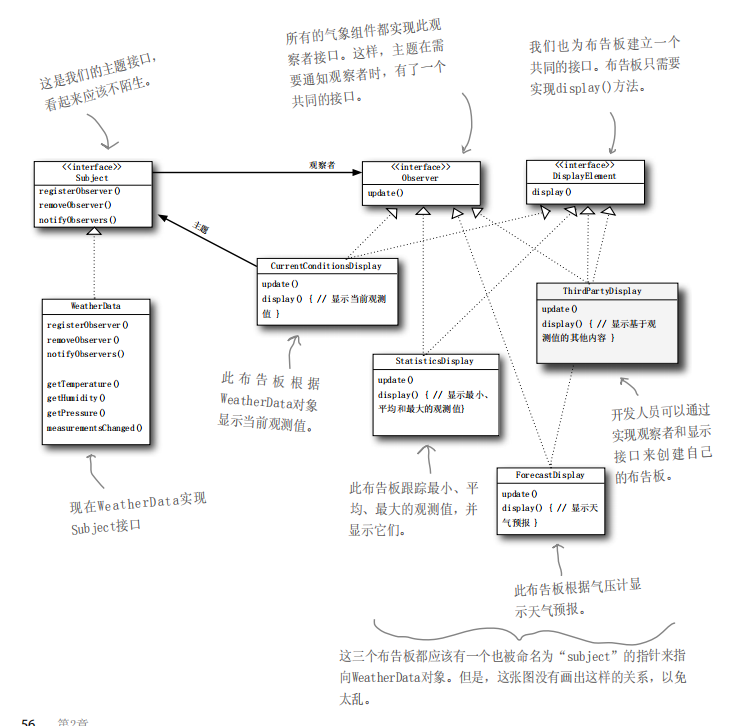 这是我们的主题接口,
看起来应该不陌生。
所有的气象组件都实现此观
察者接口。这样,主题在需
要通知观察者时,有了一个
共同的接口。
我们也为布告板建立一个
共同的接口。布告板只需要
实现display()方法。
<<interface>>
Subject
registerObserver()
removeObserver()
notifyObservers()
观察者
<<interface>>
Observer
update()
<<interface>>
DisplayElement
display()
主题
WeatherData
registerObserver()
removeObserver()
notifyObservers()
getTemperature()
getHumidity()
getPressure()
measurementsChanged()
CurrentConditionsDisplay
update()
display() { // 显示当前观测
值 }
StatisticsDisplay
update()
display() { // 显示最小、
平均和最大的观测值}
ThirdPartyDisplay
update()
display() { // 显示基于观
测值的其他内容 }
ForecastDisplay
update()
display() { // 显示天
气预报 }
此布告板根据
WeatherData对象
显示当前观测值。
现在WeatherData实现
Subject接口
此布告板跟踪最小、平
均、最大的观测值,并
显示它们。
开发人员可以通过
实现观察者和显示
接口来创建自己
的布告板。
此布告板根据气压计显
示天气预报。
这三个布告板都应该有一个也被命名为“subject”的指针来指
向WeatherData对象。但是,这张图没有画出这样的关系,以免
太乱。
56 第2章